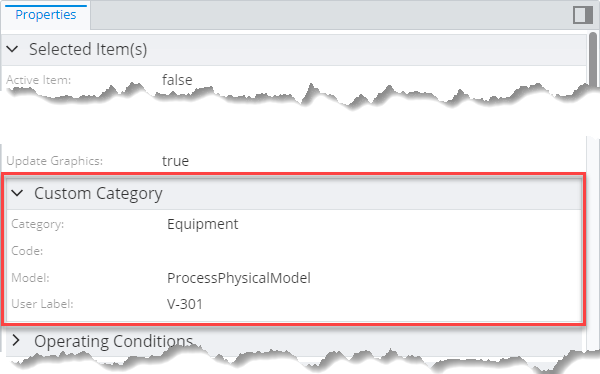 Properties
Selected Item(s)
Active Item: false
Update Graphics: true
Custom Category
Category: Equipment
Code:
Model: ProcessPhysicalModel
User Label: V-301
Operating Conditions